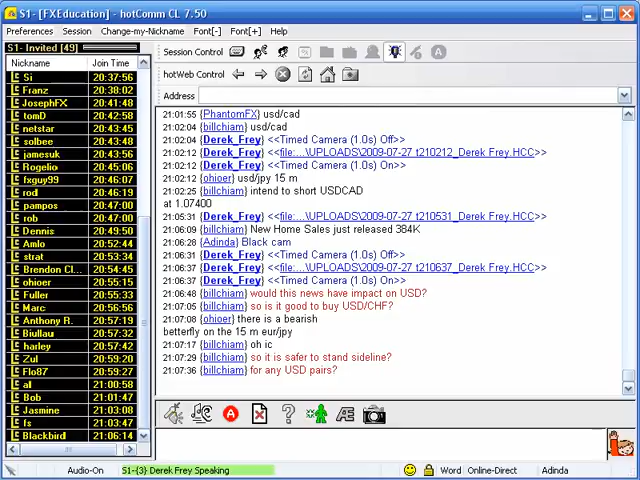 S1- [FXEducation] - hotComm CL 7.50
Preferences Session Change-my-Nickname Font[-] Font[+] Help
S1- Invited [49]
Nickname Join Time
Si 20:37:56
Franz 20:38:02
JosephFX 20:41:48
tomD 20:42:58
netstar 20:43:45
solbee 20:43:48
jamesuk 20:43:56
Rogelio 20:45:06
fxguy99 20:46:07
rod 20:46:19
pampos 20:47:00
rob 20:47:00
Dennis 20:49:50
Amlo 20:52:44
strat 20:53:34
Brendon Cl... 20:54:45
ohioer 20:55:15
Fuller 20:55:33
Marc 20:56:56
Anthony R. 20:57:13
Biullau 20:57:32
harley 20:57:42
Zul 20:59:20
Flo87 20:59:23
al 21:00:58
Bob 21:01:47
Jasmine 21:03:08
fs 21:03:47
Blackbird 21:06:14
Session Control
hotWeb Control
Address
21:01:55 {PhantomFX} usd/cad
21:02:04 {billchiam} usd/cad
21:02:04 {Derek_Frey} <<Timed Camera (1.0s) Off>>
21:02:12 {Derek_Frey} <<file:...\UPLOADS\2009-07-27 t210212_Derek Frey.HCC>>
21:02:12 {Derek_Frey} <<Timed Camera (1.0s) On>>
21:02:12 {ohioer} usd/jpy 15 m
21:02:25 {billchiam} intend to short USDCAD
at 1.07400
21:05:31 {Derek_Frey} <<file:...\UPLOADS\2009-07-27 t210531_Derek Frey.HCC>>
21:06:09 {billchiam} New Home Sales just released 384K
21:06:28 {Adinda} Black cam
21:06:28 {Derek_Frey} <<Timed Camera (1.0s) Off>>
21:06:37 {Derek_Frey} <<file:...\UPLOADS\2009-07-27 t210637_Derek Frey.HCC>>
21:06:37 {Derek_Frey} <<Timed Camera (1.0s) On>>
21:06:48 {billchiam} would this news have impact on USD?
21:07:05 {billchiam} so is it good to buy USD/CHF?
21:07:08 {ohioer} there is a bearish
betterfly on the 15 m eur/jpy
21:07:17 {billchiam} oh ic
21:07:29 {billchiam} so it is safer to stand sideline?
21:07:36 {billchiam} for any USD pairs?
Audio-On S1-{3} Derek Frey Speaking Word Online-Direct Adinda